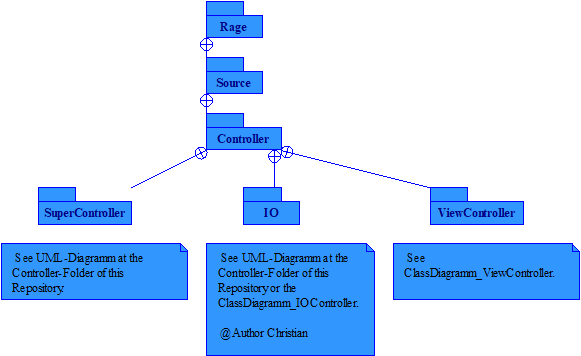 Rage
Source
Controller
SuperController
IO
ViewController
See UML-Diagramm at the
Controller-Folder of this
Repository.
See UML-Diagramm at the
Controller-Folder of this
Repository or the
ClassDiagramm_IOController.
@Author Christian
See
ClassDiagramm_ViewController.